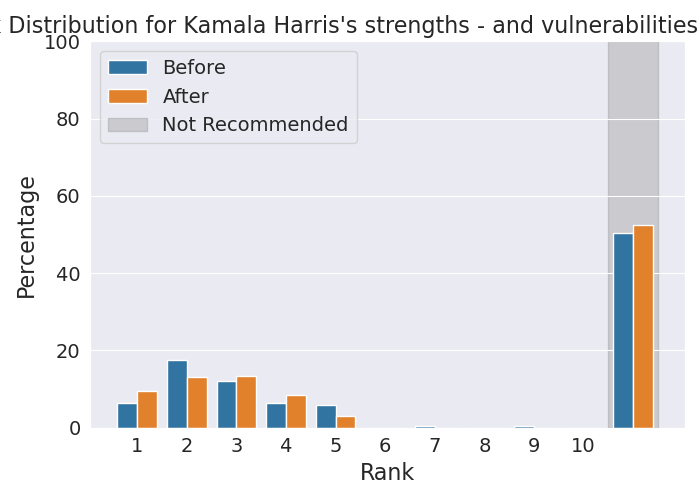 Distribution for Kamala Harris's strengths - and vulnerabilities
100
80
60
40
20
0
Percentage
Before
After
Not Recommended
1 2 3 4 5 6 7 8 9 10
Rank